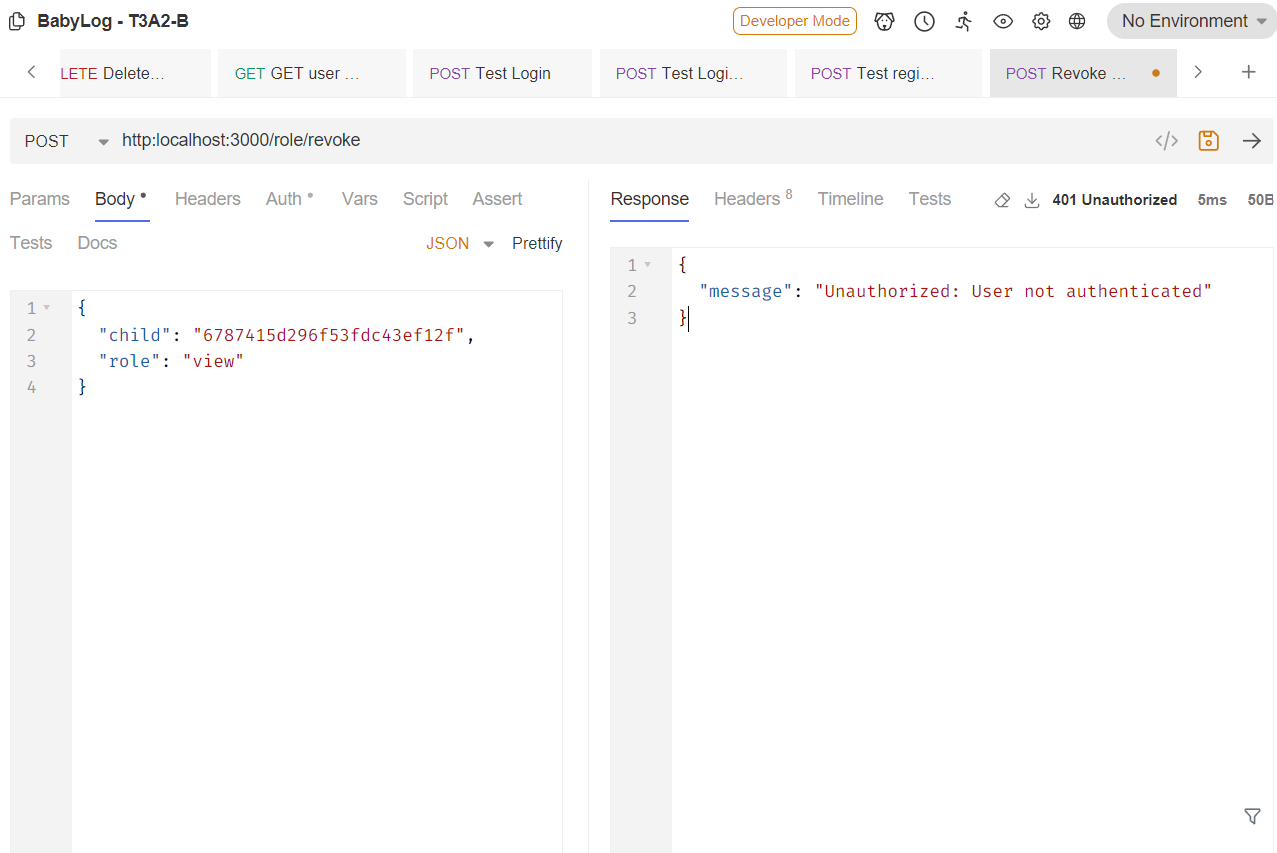 BabyLog - T3A2-B
Developer Mode
No Environment
LETE Delete...
GET GET user ...
POST Test Login
POST Test Logi...
POST Test regi...
POST Revoke ...
POST
http:localhost:3000/role/revoke
</>
Params
Body
Headers
Auth
Vars
Script
Assert
Tests
Docs
JSON
Prettify
1 {
2 "child": "6787415d296f53fdc43ef12f",
3 "role": "view"
4 }
Response
Headers 8
Timeline
Tests
401 Unauthorized
5ms
50B
1 {
2 "message": "Unauthorized: User not authenticated"
3 }